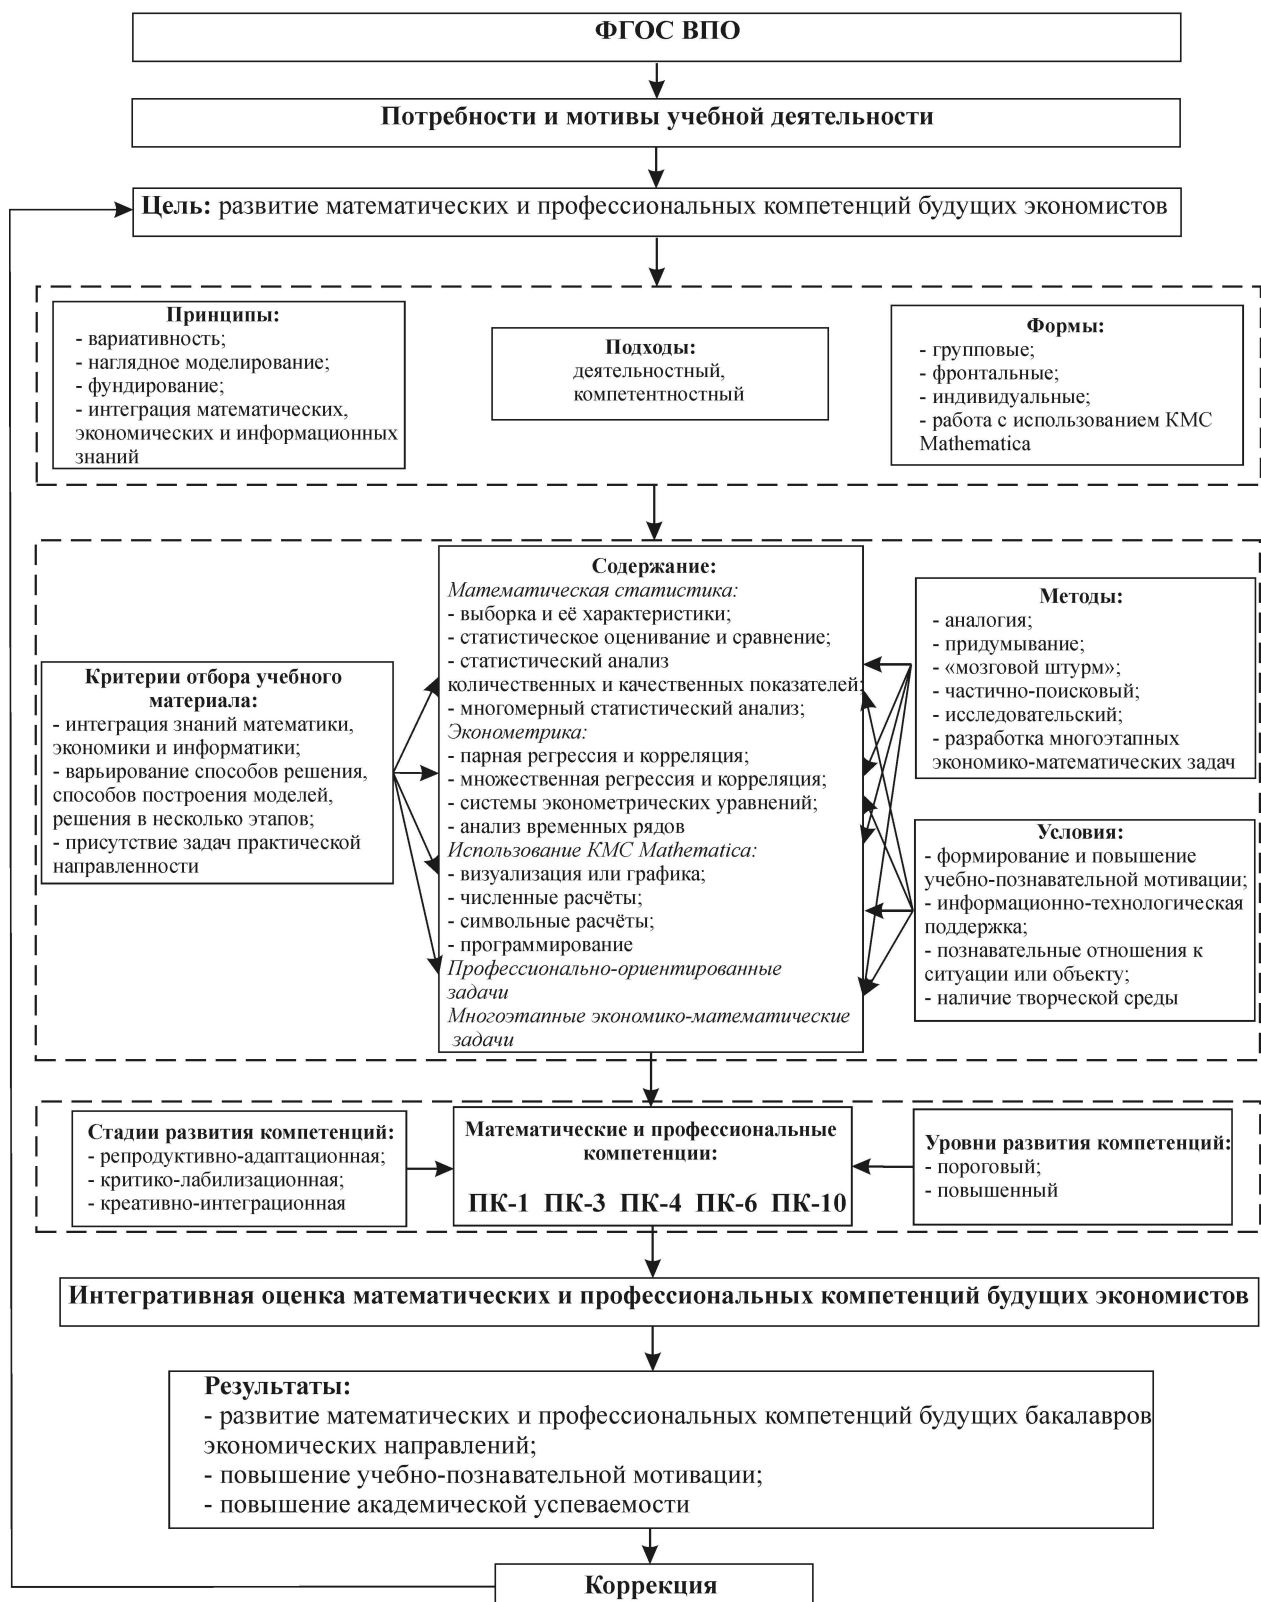 ФГОС ВПО
Потребности и мотивы учебной деятельности
Цель: развитие математических и профессиональных компетенций будущих экономистов
Принципы:
- вариативность;
- наглядное моделирование;
- фундирование;
- интеграция математических,
экономических и информационных
знаний
Подходы:
деятельностный,
компетентностный
Формы:
- групповые;
- фронтальные;
- индивидуальные;
- работа с использованием КМС
Mathematica
Критерии отбора учебного
материала:
- интеграция знаний математики,
экономики и информатики;
- варьирование способов решения,
способов построения моделей,
решения в несколько этапов;
- присутствие задач практической
направленности
Содержание:
Математическая статистика:
- выборка и её характеристики;
- статистическое оценивание и сравнение;
- статистический анализ
количественных и качественных показателей;
- многомерный статистический анализ;
Эконометрика:
- парная регрессия и корреляция;
- множественная регрессия и корреляция;
- системы эконометрических уравнений;
- анализ временных рядов
Использование КМС Mathematica:
- визуализация или графика;
- численные расчёты;
- символьные расчёты;
- программирование
Профессионально-ориентированные
задачи
Многоэтапные экономико-математические
задачи
Методы:
- аналогия;
- придумывание;
- «мозговой штурм»;
- частично-поисковый;
- исследовательский;
- разработка многоэтапных
экономико-математических задач
Условия:
- формирование и повышение
учебно-познавательной мотивации;
- информационно-технологическая
поддержка;
- познавательные отношения к
ситуации или объекту;
- наличие творческой среды
Стадии развития компетенций:
- репродуктивно-адаптационная;
- критико-лабилизационная;
- креативно-интеграционная
Математические и профессиональные
компетенции:
ПК-1 ПК-3 ПК-4 ПК-6 ПК-10
Уровни развития компетенций:
- пороговый;
- повышенный
Интегративная оценка математических и профессиональных компетенций будущих экономистов
Результаты:
- развитие математических и профессиональных компетенций будущих бакалавров
экономических направлений;
- повышение учебно-познавательной мотивации;
- повышение академической успеваемости
Коррекция